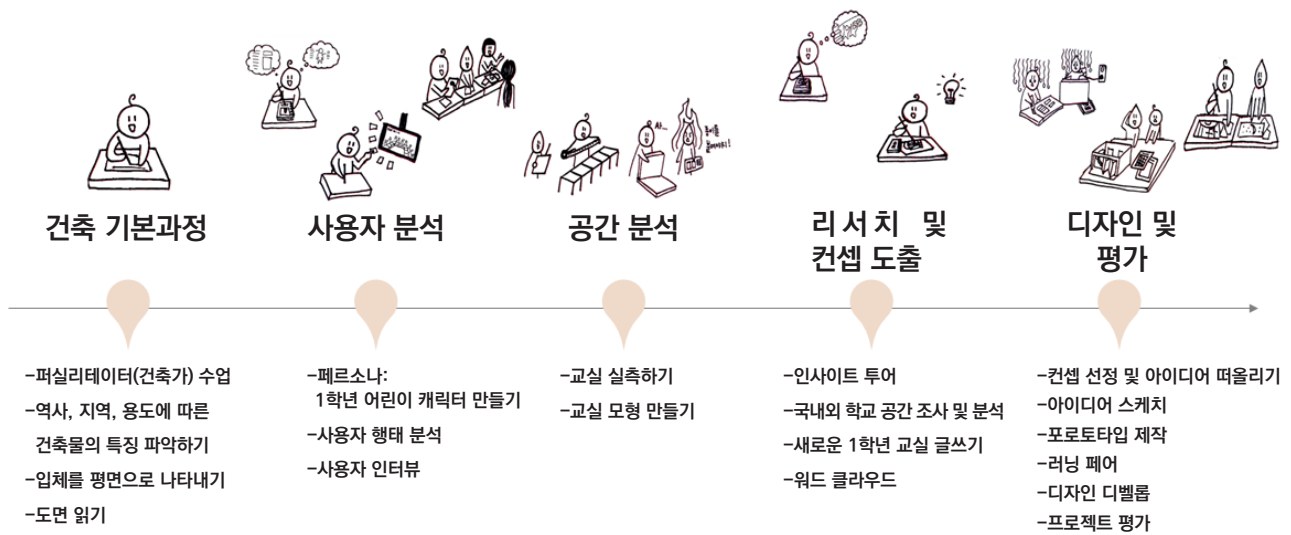 건축 기본과정
사용자 분석
공간 분석
리서치 및
컨셉 도출
디자인 및
평가
-퍼실리테이터(건축가) 수업
-역사, 지역, 용도에 따른
건축물의 특징 파악하기
-입체를 평면으로 나타내기
-도면 읽기
-페르소나:
1학년 어린이 캐릭터 만들기
-사용자 행태 분석
-사용자 인터뷰
-교실 실측하기
-교실 모형 만들기
-인사이트 투어
-국내외 학교 공간 조사 및 분석
-새로운 1학년 교실 글쓰기
-워드 클라우드
-컨셉 선정 및 아이디어 떠올리기
-아이디어 스케치
-포로토타입 제작
-러닝 페어
-디자인 디벨롭
-프로젝트 평가